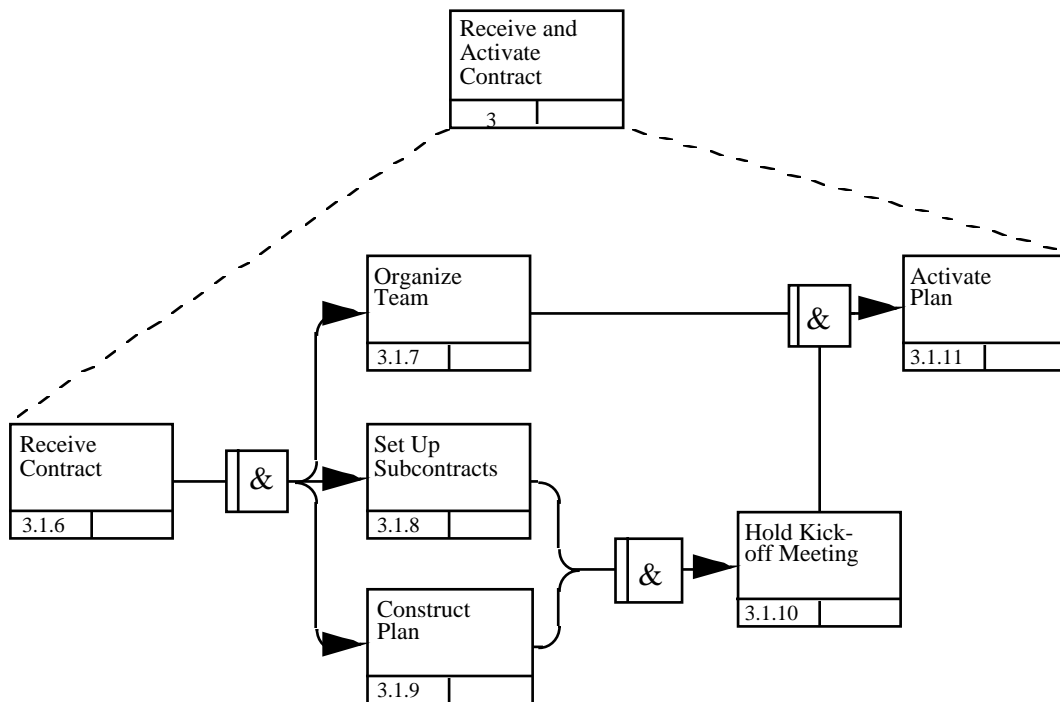 Receive and
Activate
Contract
3
Organize
Team
3.1.7
&
Activate
Plan
3.1.11
Receive
Contract
3.1.6
&
Set Up
Subcontracts
3.1.8
&
Hold Kick-
off Meeting
3.1.10
Construct
Plan
3.1.9